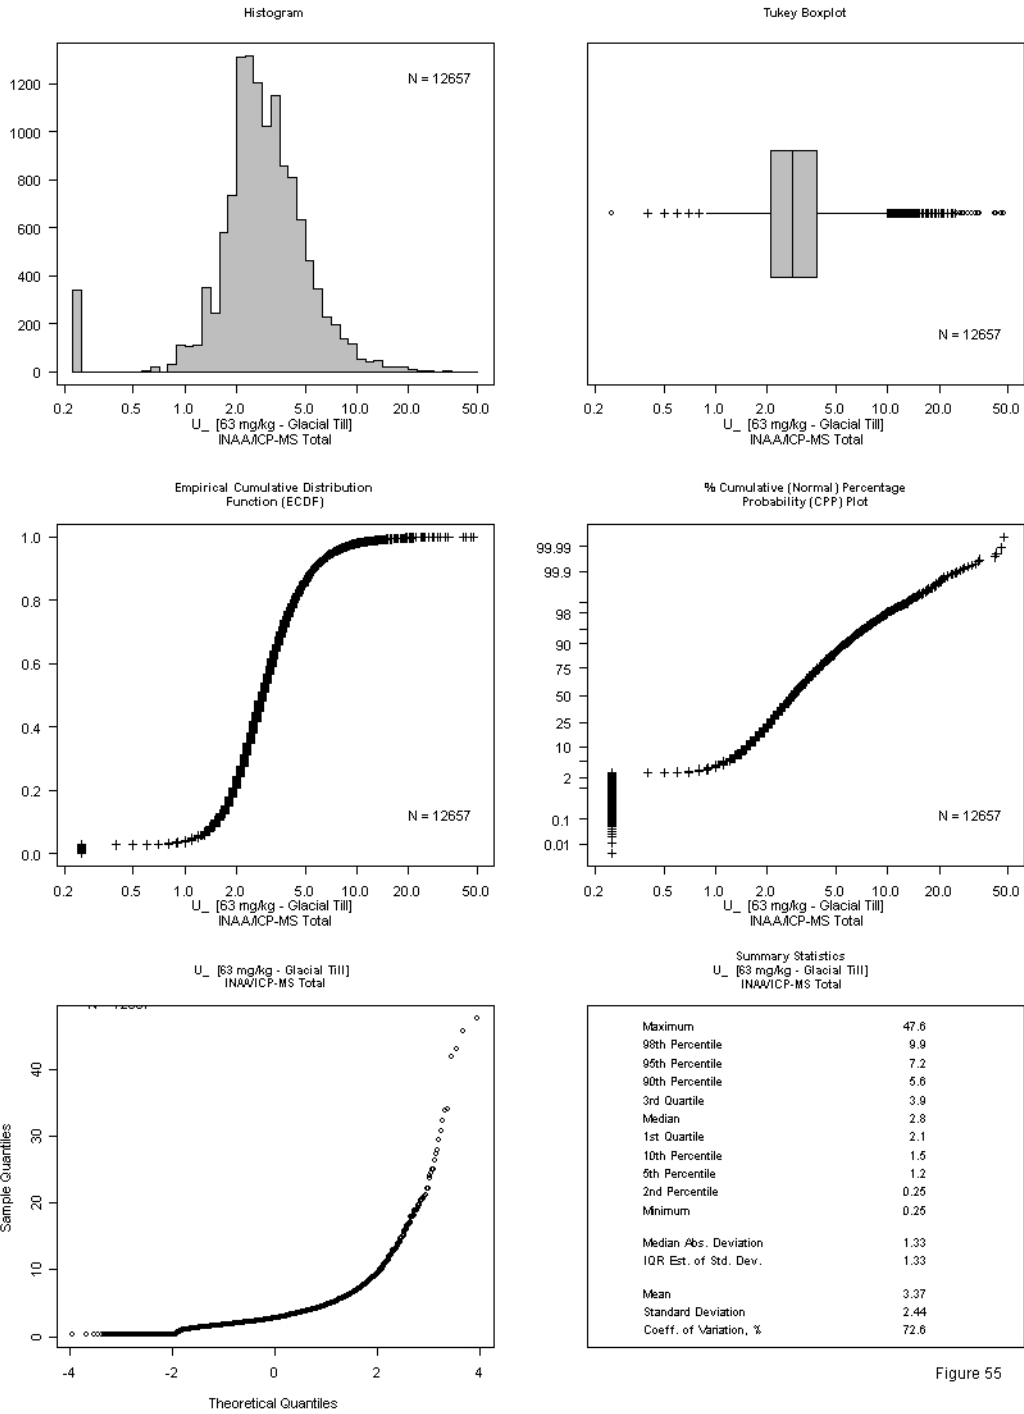 Histogram
N = 12657
1200
1000
800
600
400
200
0
0.2 0.5 1.0 2.0 5.0 10.0 20.0 50.0
U_ [63 mg/kg - Glacial Till]
INAA/ICP-MS Total
Tukey Boxplot
N = 12657
0.2 0.5 1.0 2.0 5.0 10.0 20.0 50.0
U_ [63 mg/kg - Glacial Till]
INAA/ICP-MS Total
Empirical Cumulative Distribution
Function (ECDF)
1.0
0.8
0.6
0.4
0.2
0.0
N = 12657
0.2 0.5 1.0 2.0 5.0 10.0 20.0 50.0
U_ [63 mg/kg - Glacial Till]
INAA/ICP-MS Total
% Cumulative (Normal) Percentage
Probability (CPP) Plot
99.99
99.9
98
90
75
50
25
10
2
0.1
0.01
N = 12657
0.2 0.5 1.0 2.0 5.0 10.0 20.0 50.0
U_ [63 mg/kg - Glacial Till]
INAA/ICP-MS Total
U_ [63 mg/kg - Glacial Till]
INAA/ICP-MS Total
N = 12657
Sample Quantiles
40
30
20
10
0
-4 -2 0 2 4
Theoretical Quantiles
Summary Statistics
U_ [63 mg/kg - Glacial Till]
INAA/ICP-MS Total
Maximum 47.6
98th Percentile 9.9
95th Percentile 7.2
90th Percentile 5.6
3rd Quartile 3.9
Median 2.8
1st Quartile 2.1
10th Percentile 1.5
5th Percentile 1.2
2nd Percentile 0.25
Minimum 0.25
Median Abs. Deviation 1.33
IQR Est. of Std. Dev. 1.33
Mean 3.37
Standard Deviation 2.44
Coeff. of Variation, % 72.6
Figure 55